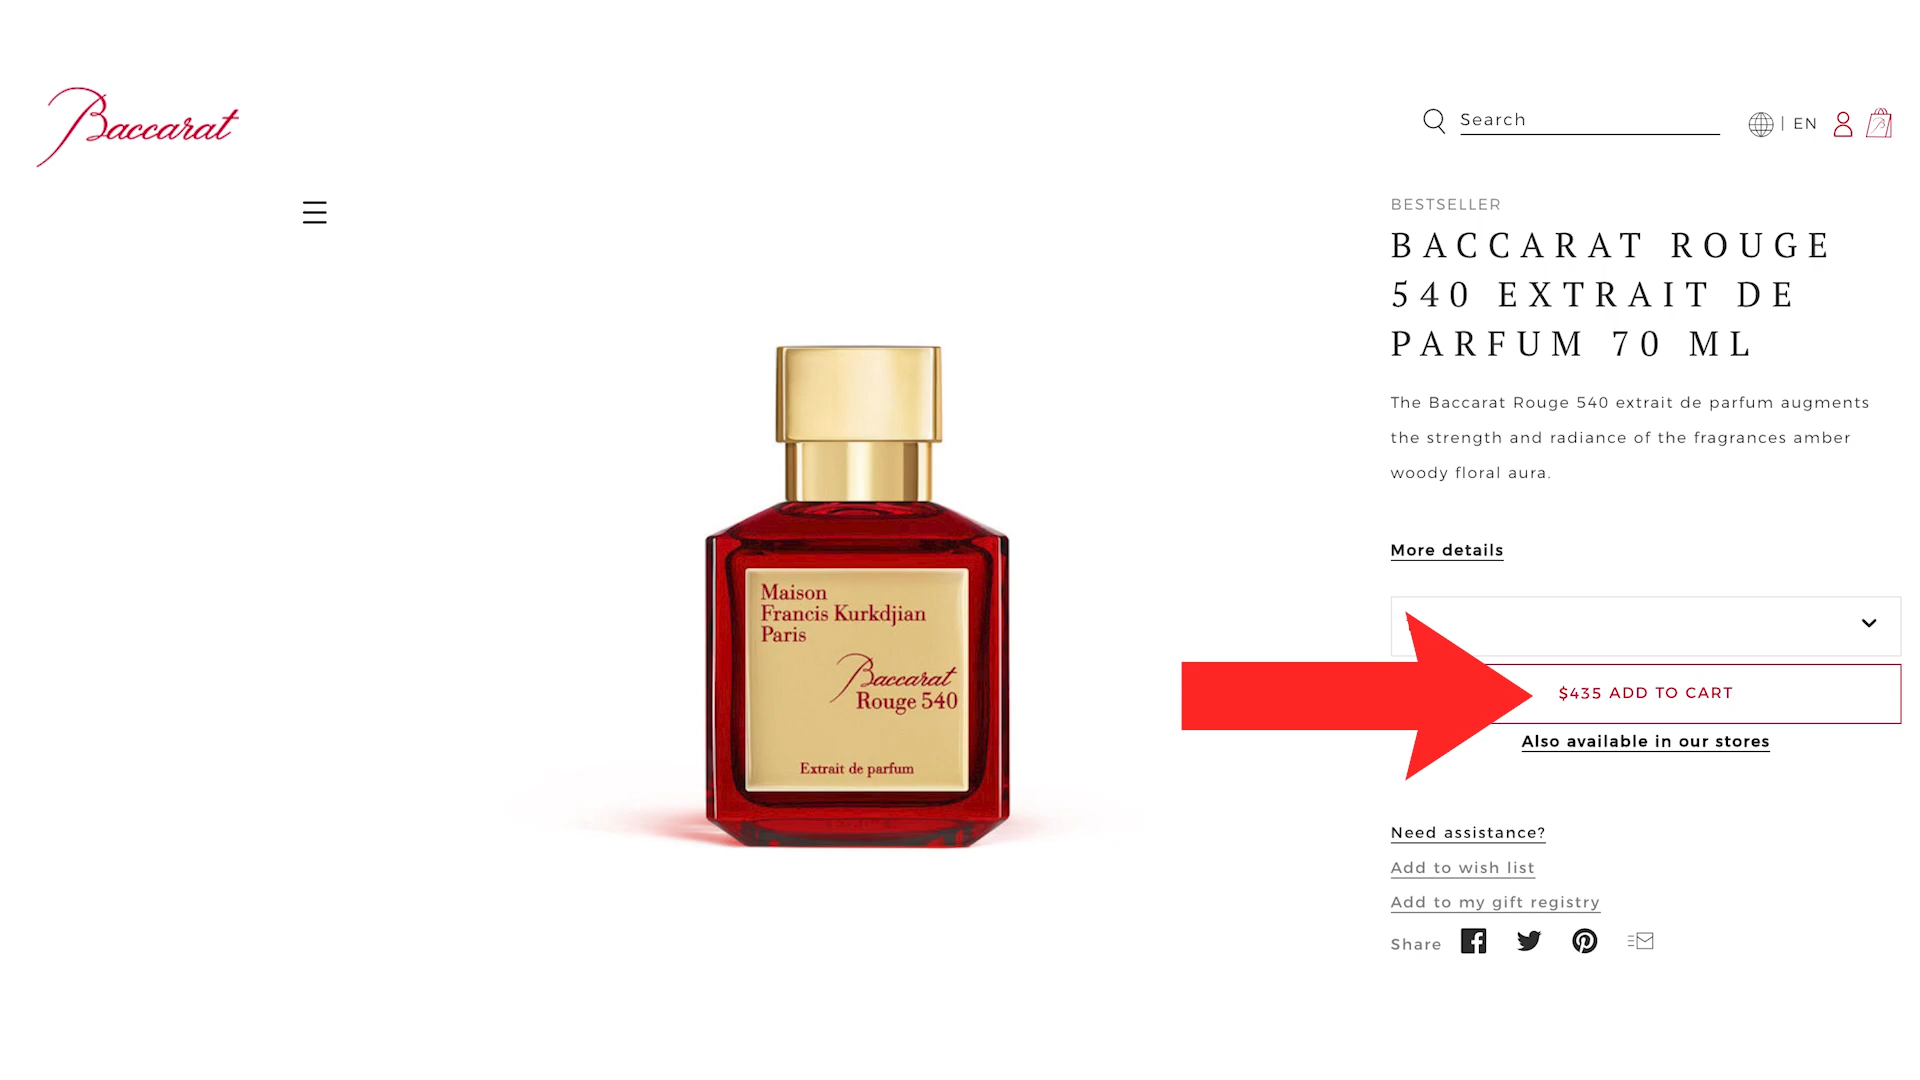 Baccarat
Search
| EN
BESTSELLER
BACCARAT ROUGE
540 EXTRAIT DE
PARFUM 70 ML
The Baccarat Rouge 540 extrait de parfum augments
the strength and radiance of the fragrances amber
woody floral aura.
More details
$435 ADD TO CART
Also available in our stores
Need assistance?
Add to wish list
Add to my gift registry
Share
Maison
Francis Kurkdjian
Paris
Baccarat
Rouge 540
Extrait de parfum